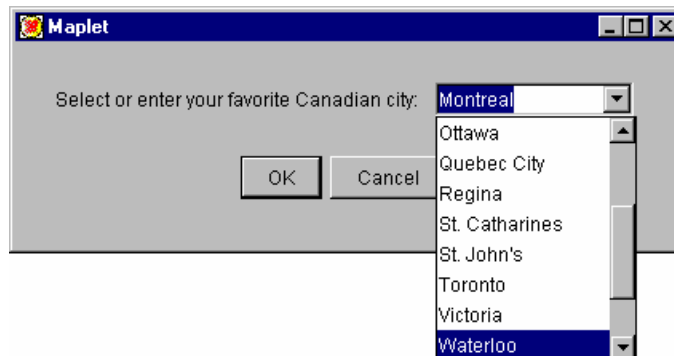 Maplet
Select or enter your favorite Canadian city: Montreal
Ottawa
Quebec City
OK Cancel
Regina
St. Catharines
St. John's
Toronto
Victoria
Waterloo